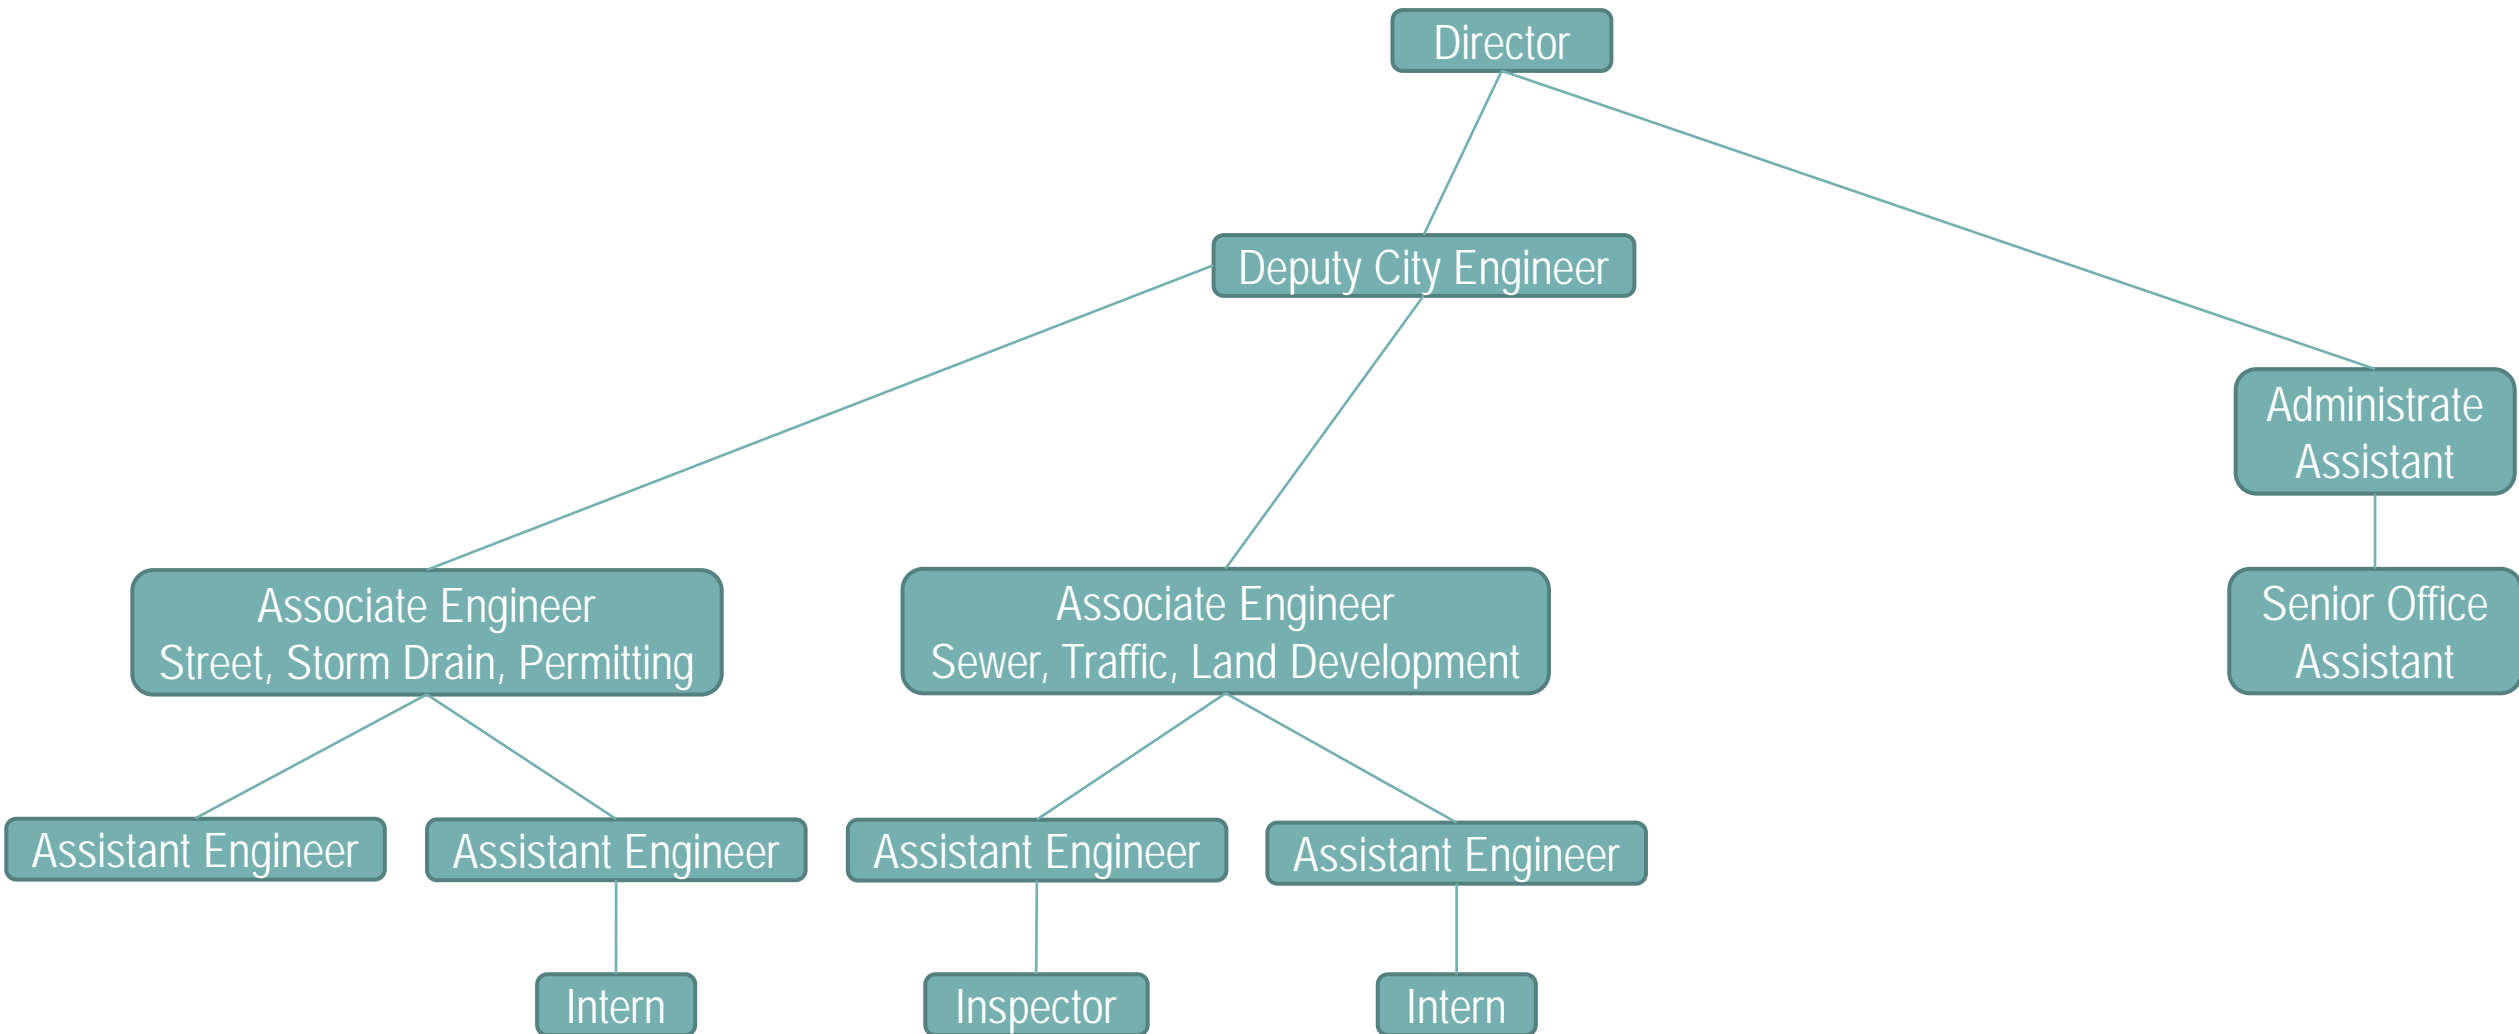 Director
Deputy City Engineer
Administrate
Assistant
Associate Engineer
Street, Storm Drain, Permitting
Associate Engineer
Sewer, Traffic, Land Development
Senior Office
Assistant
Assistant Engineer
Assistant Engineer
Assistant Engineer
Assistant Engineer
Intern
Inspector
Intern